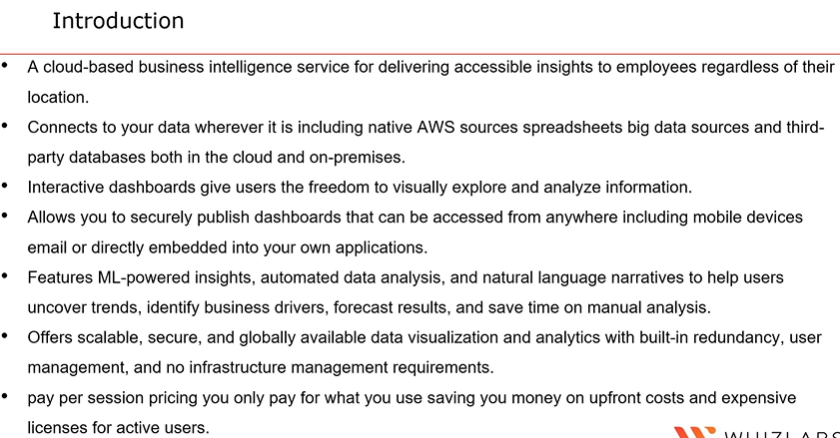 Introduction
• A cloud-based business intelligence service for delivering accessible insights to employees regardless of their
location.
• Connects to your data wherever it is including native AWS sources spreadsheets big data sources and third-
party databases both in the cloud and on-premises.
• Interactive dashboards give users the freedom to visually explore and analyze information.
• Allows you to securely publish dashboards that can be accessed from anywhere including mobile devices
email or directly embedded into your own applications.
• Features ML-powered insights, automated data analysis, and natural language narratives to help users
uncover trends, identify business drivers, forecast results, and save time on manual analysis.
• Offers scalable, secure, and globally available data visualization and analytics with built-in redundancy, user
management, and no infrastructure management requirements.
• pay per session pricing you only pay for what you use saving you money on upfront costs and expensive
licenses for active users.
WHIZLABS